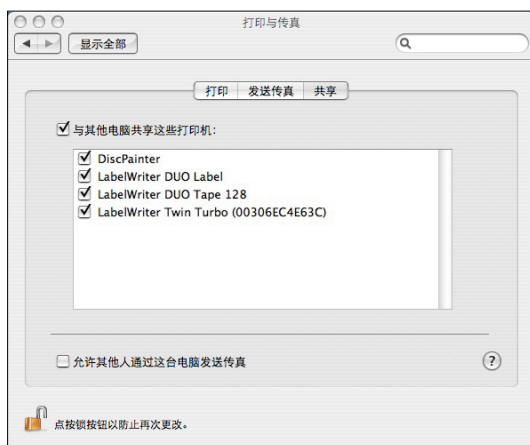 打印与传真
显示全部
打印 发送传真 共享
与其他电脑共享这些打印机：
DiscPainter
LabelWriter DUO Label
LabelWriter DUO Tape 128
LabelWriter Twin Turbo (00306EC4E63C)
允许其他人通过这台电脑发送传真
?
点按锁按钮以防止再次更改。